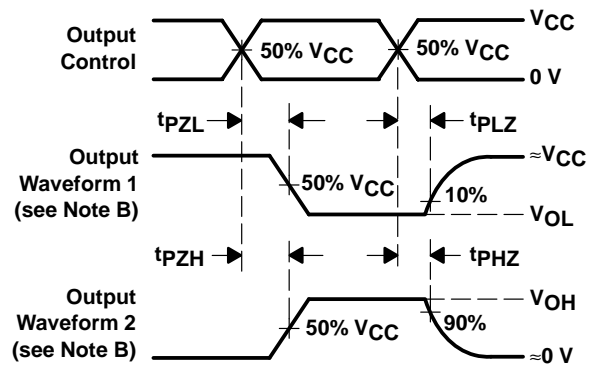 Output
Control
50% VCC
50% VCC
VCC
0 V
tPZL
tPLZ
Output
Waveform 1
(see Note B)
50% VCC
10%
≈VCC
VOL
tPZH
tPHZ
Output
Waveform 2
(see Note B)
50% VCC
90%
VOH
≈0 V